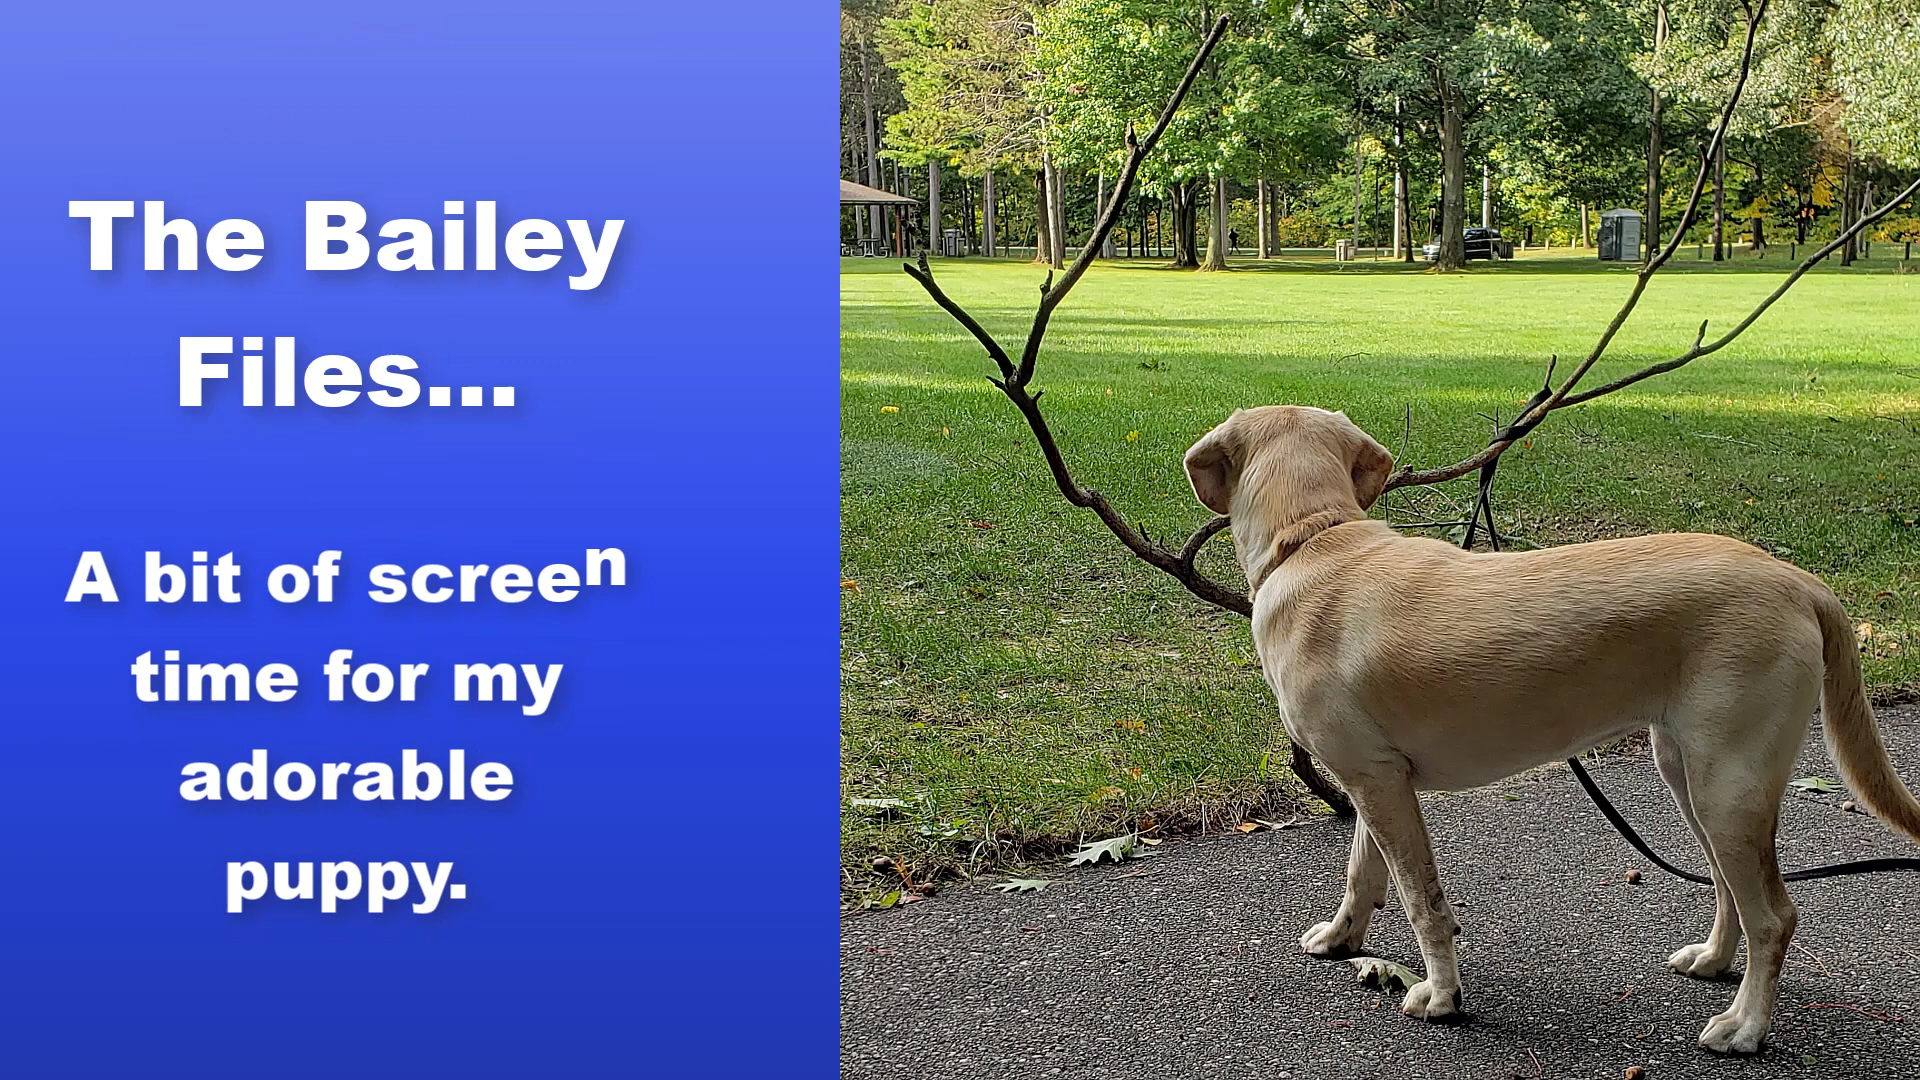 The Bailey
Files...
A bit of screen
time for my
adorable
puppy.